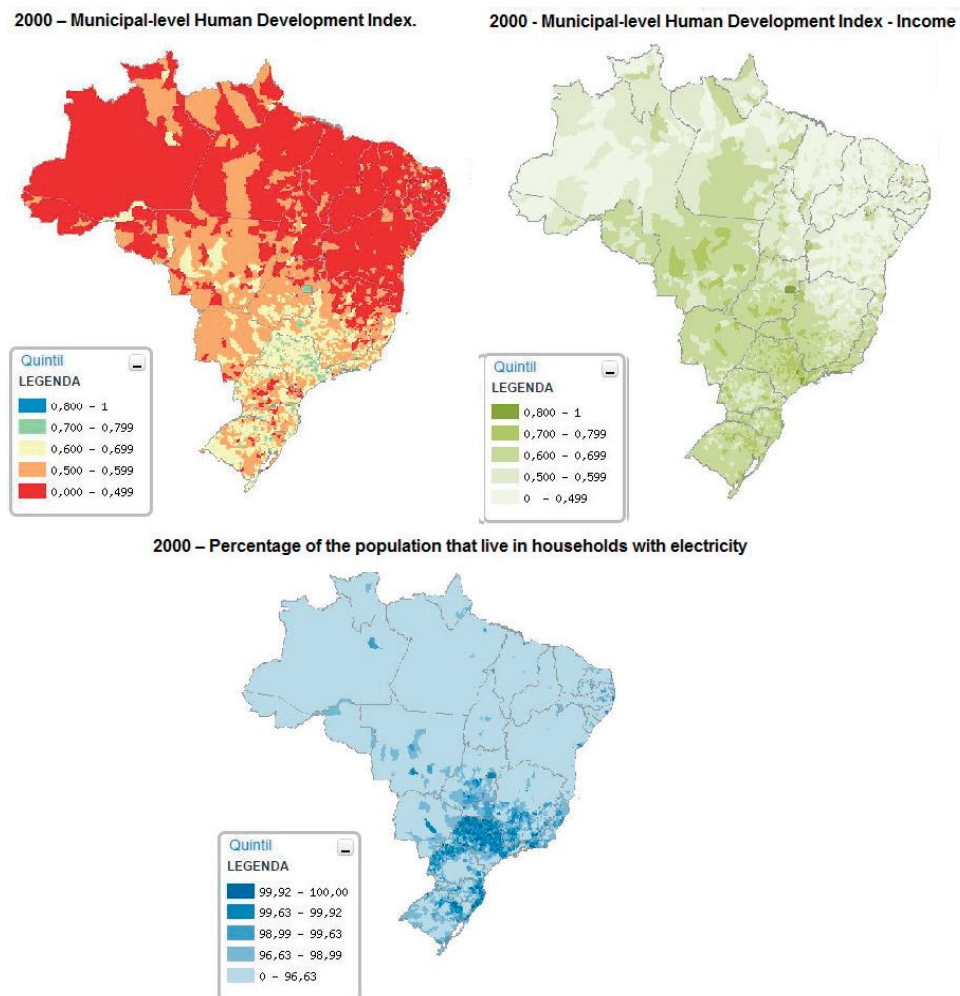 2000 – Municipal-level Human Development Index.
2000 - Municipal-level Human Development Index - Income
Quintil
LEGENDA
0,800 – 1
0,700 – 0,799
0,600 – 0,699
0,500 – 0,599
0,000 – 0,499
Quintil
LEGENDA
0,800 – 1
0,700 – 0,799
0,600 – 0,699
0,500 – 0,599
0 – 0,499
2000 – Percentage of the population that live in households with electricity
Quintil
LEGENDA
99,92 – 100,00
99,63 – 99,92
98,99 – 99,63
96,63 – 98,99
0 – 96,63